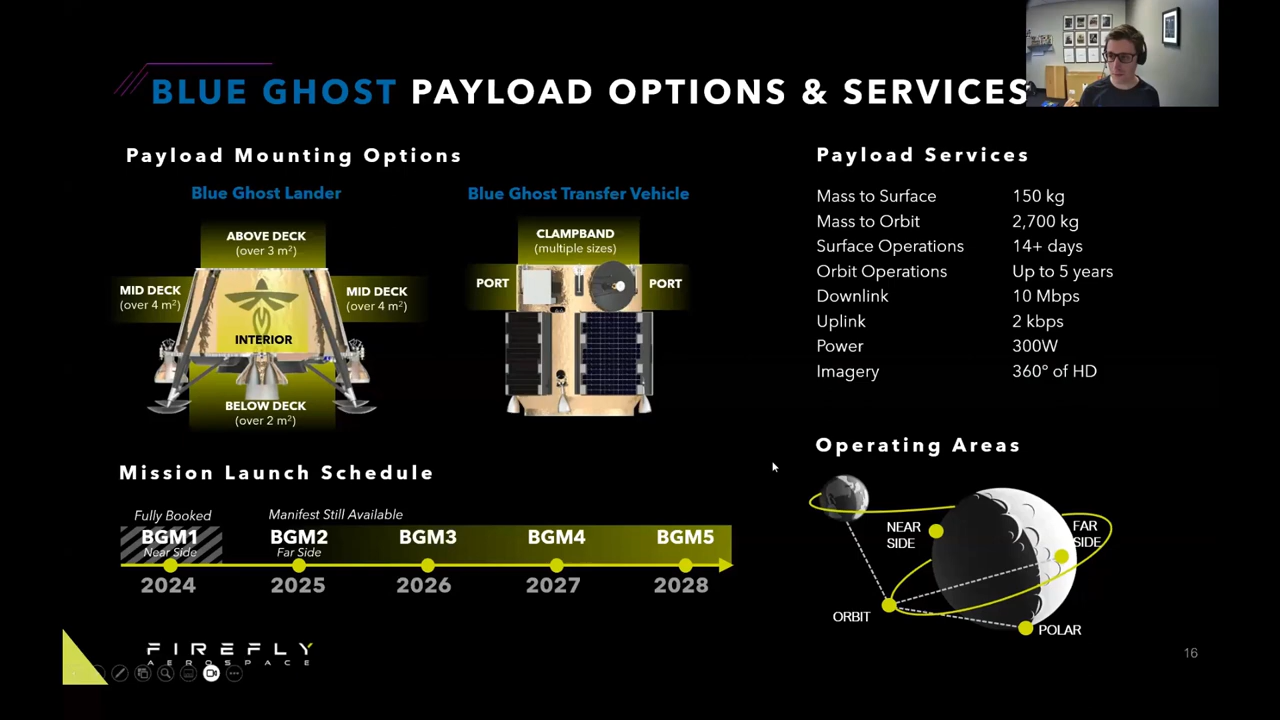 BLUE GHOST PAYLOAD OPTIONS & SERVICES
Payload Mounting Options
Blue Ghost Lander
ABOVE DECK
(over 3 m²)
MID DECK
(over 4 m²)
MID DECK
(over 4 m²)
INTERIOR
BELOW DECK
(over 2 m²)
Blue Ghost Transfer Vehicle
CLAMPBAND
(multiple sizes)
PORT
PORT
Payload Services
Mass to Surface 150 kg
Mass to Orbit 2,700 kg
Surface Operations 14+ days
Orbit Operations Up to 5 years
Downlink 10 Mbps
Uplink 2 kbps
Power 300W
Imagery 360° of HD
Mission Launch Schedule
Fully Booked
Manifest Still Available
BGM1 BGM2 BGM3 BGM4 BGM5
Near Side Far Side
2024 2025 2026 2027 2028
Operating Areas
NEAR
SIDE
FAR
SIDE
ORBIT
POLAR
FIREFLY
AEROSPACE
16